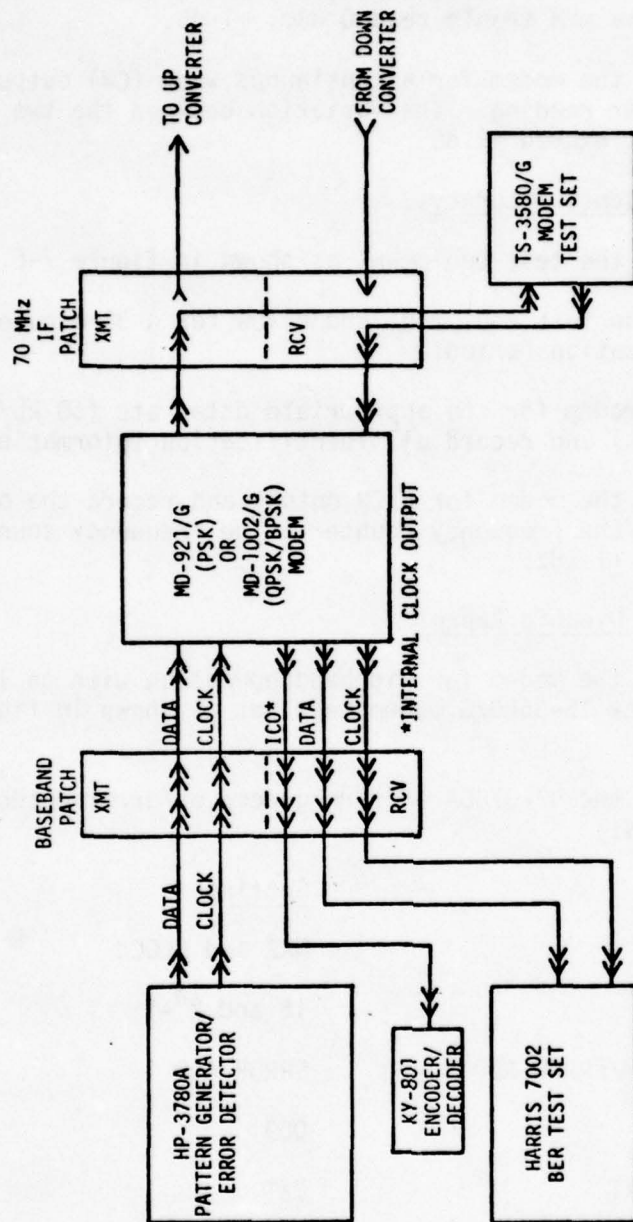 70 MHz
IF
PATCH
XMT
RCV
TO UP
CONVERTER
FROM DOWN
CONVERTER
TS-3580/G
MODEM
TEST SET
MD-921/G
(PSK)
OR
MD-1002/G
(QPSK/BPSK)
MODEM
*INTERNAL CLOCK OUTPUT
DATA
CLOCK
ICO*
DATA
CLOCK
BASEBAND
PATCH
XMT
RCV
DATA
CLOCK
HP-3780A
PATTERN GENERATOR/
ERROR DETECTOR
KY-801
ENCODER/
DECODER
HARRIS 7002
BER TEST SET